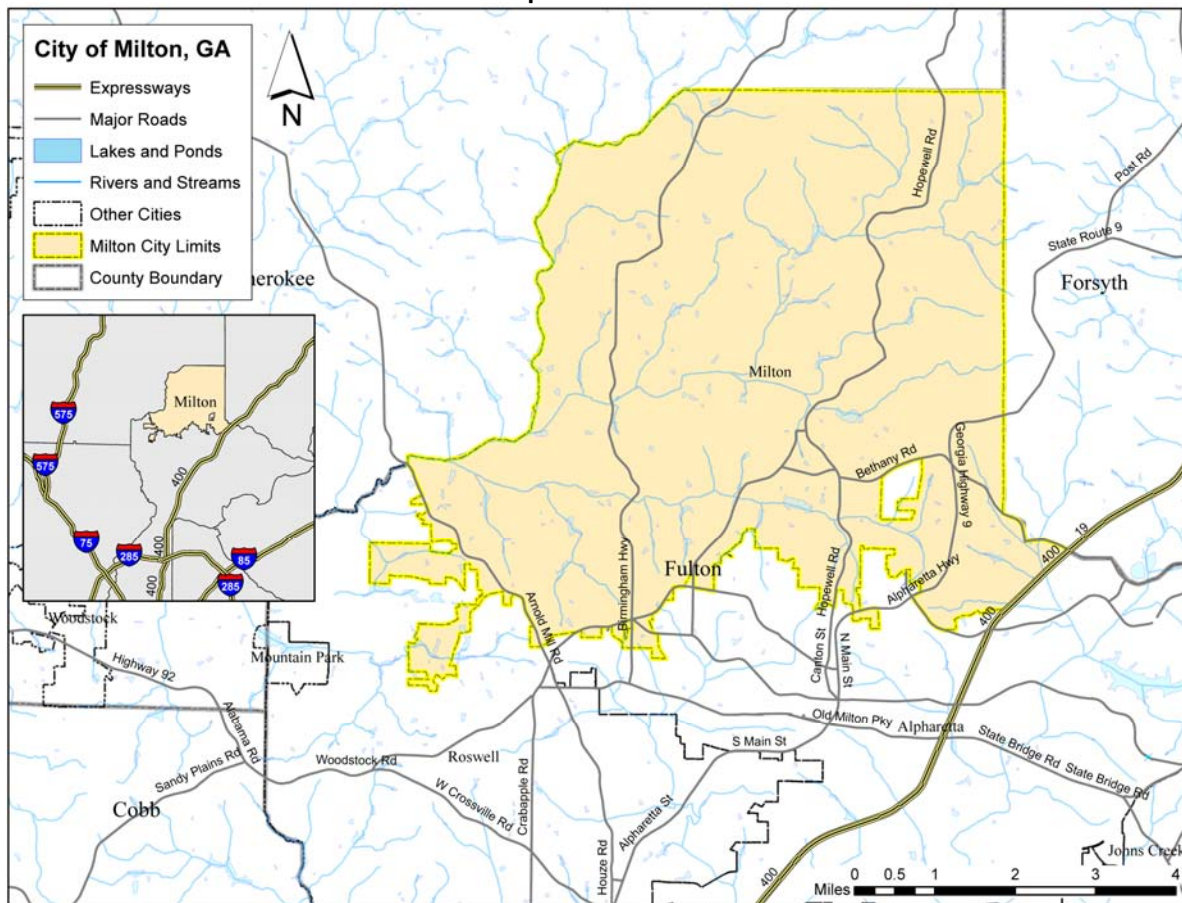 City of Milton, GA
Expressways
Major Roads
Lakes and Ponds
Rivers and Streams
Other Cities
Milton City Limits
County Boundary
N
Hopewell Rd
Post Rd
State Route 9
erokee
Forsyth
Milton
575
575
400
75
285
400
85
400
285
Milton
Bethany Rd
Georgia Highway 9
19
400
Fulton
Birmingham Hwy
Hopewell Rd
Alpharetta Hwy
400
Arnold Mill Rd
Canton St
N Main St
Woodstock
Mountain Park
Highway 92
Alabama Rd
Old Milton Pky
Alpharetta
State Bridge Rd
State Bridge Rd
S Main St
Sandy Plains Rd
Woodstock Rd
Roswell
Cobb
W Crossville Rd
Crabapple Rd
Alpharetta St
Houze Rd
Johns Creek
400
Miles
0 0.5 1 2 3 4